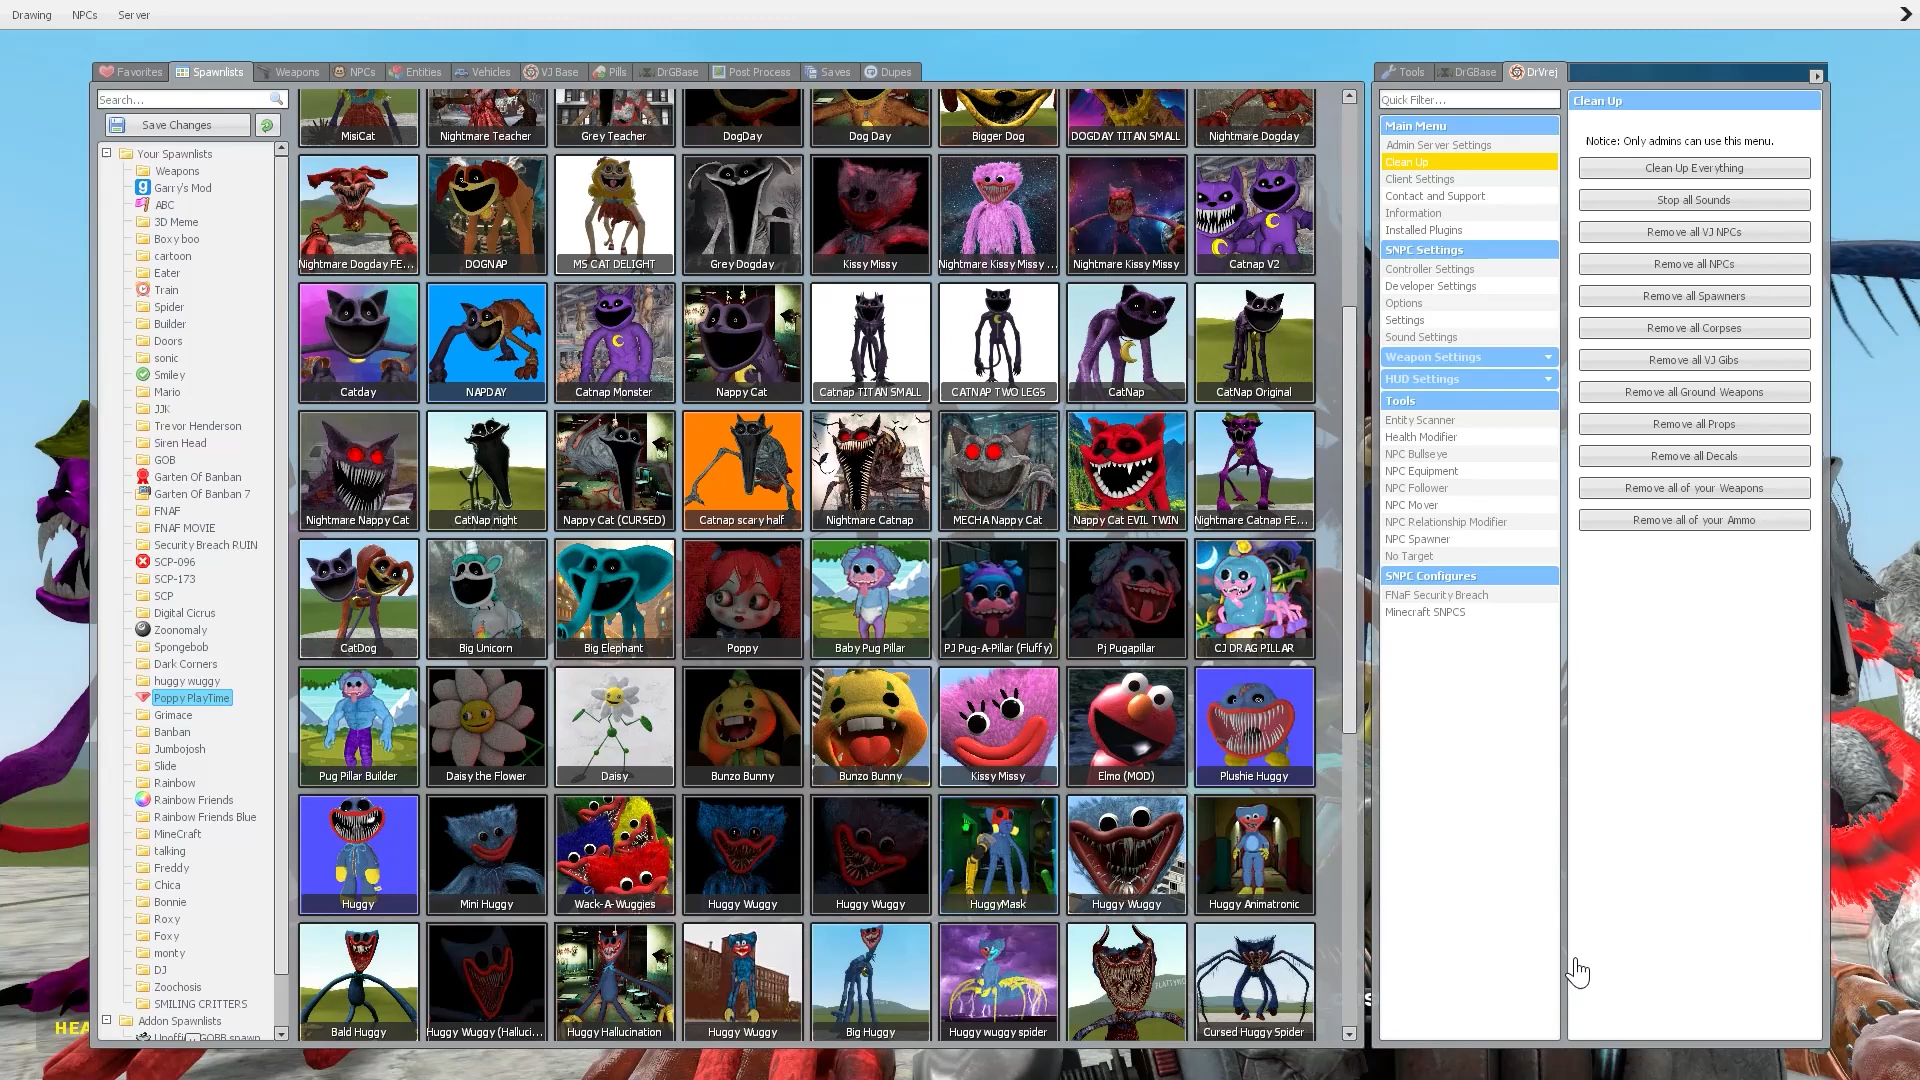 Drawing NPCs Server
Favorites Spawnlists Weapons NPCs Entities Vehicles VJ Base Pills DrGBase Post Process Saves Dupes
Tools DrGBase DrVrej
Search...
Save Changes
Your Spawnlists
Weapons
Garry's Mod
ABC
3D Meme
Boxy boo
cartoon
Eater
Train
Spider
Builder
Doors
sonic
Smiley
Mario
JJK
Trevor Henderson
Siren Head
GOB
Garten Of Banban
Garten Of Banban 7
FNAF
FNAF MOVIE
Security Breach RUIN
SCP-096
SCP-173
SCP
Digital Cicrus
Zoonomaly
Spongebob
Dark Corners
huggy wuggy
Poppy PlayTime
Grimace
Banban
Jumbojosh
Slide
Rainbow
Rainbow Friends
Rainbow Friends Blue
MineCraft
talking
Freddy
Chica
Bonnie
Roxy
Foxy
monty
DJ
Zoochosis
SMILING CRITTERS
Addon Spawnlists
HEA
MisiCat Nightmare Teacher Grey Teacher DogDay Dog Day Bigger Dog DOGDAY TITAN SMALL Nightmare Dogday
Nightmare Dogday FE... DOGNAP MS CAT DELIGHT Grey Dogday Kissy Missy Nightmare Kissy Missy ... Nightmare Kissy Missy Catnap V2
Catday NAPDAY Catnap Monster Nappy Cat Catnap TITAN SMALL CATNAP TWO LEGS CatNap CatNap Original
Nightmare Nappy Cat CatNap night Nappy Cat (CURSED) Catnap scary half Nightmare Catnap MECHA Nappy Cat Nappy Cat EVIL TWIN Nightmare Catnap FE...
CatDog Big Unicorn Big Elephant Poppy Baby Pug Pillar PJ Pug-A-Pillar (Fluffy) Pj Pugapillar CJ DRAG PILLAR
Pug Pillar Builder Daisy the Flower Daisy Bunzo Bunny Bunzo Bunny Kissy Missy Elmo (MOD) Plushie Huggy
Huggy Mini Huggy Wack-A-Wuggies Huggy Wuggy Huggy Wuggy HuggyMask Huggy Wuggy Huggy Animatronic
Bald Huggy Huggy Wuggy (Halluci... Huggy Hallucination Huggy Wuggy Big Huggy Huggy wuggy spider Cursed Huggy Spider
Quick Filter...
Main Menu
Admin Server Settings
Clean Up
Client Settings
Contact and Support
Information
Installed Plugins
SNPC Settings
Controller Settings
Developer Settings
Options
Settings
Sound Settings
Weapon Settings
HUD Settings
Tools
Entity Scanner
Health Modifier
NPC Bullseye
NPC Equipment
NPC Follower
NPC Mover
NPC Relationship Modifier
NPC Spawner
No Target
SNPC Configures
FNaF Security Breach
Minecraft SNPCS
Clean Up
Notice: Only admins can use this menu.
Clean Up Everything
Stop all Sounds
Remove all VJ NPCs
Remove all NPCs
Remove all Spawners
Remove all Corpses
Remove all VJ Gibs
Remove all Ground Weapons
Remove all Props
Remove all Decals
Remove all of your Weapons
Remove all of your Ammo